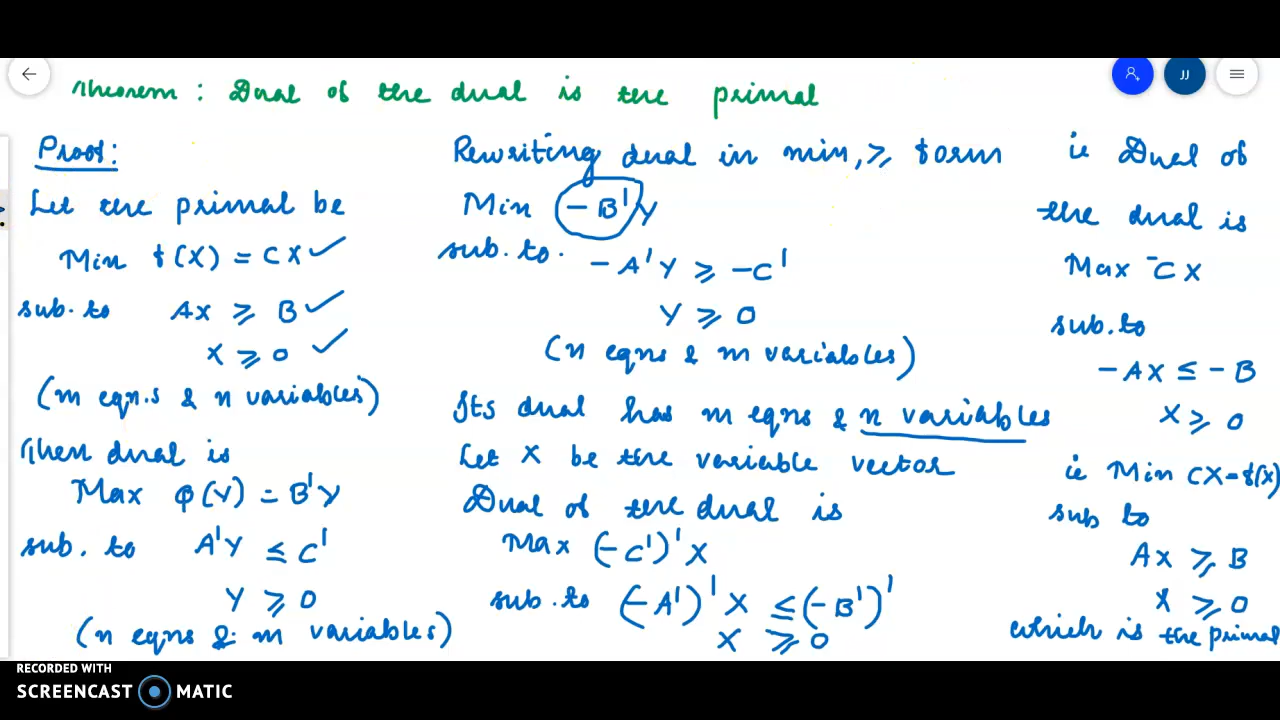 Theorem : Dual of the dual is the primal
Proof:
Let the primal be
Min f(X) = CX ✓
sub. to AX ≥ B ✓
X ≥ 0 ✓
(m eqn.s & n variables)
Then dual is
Max φ(Y) = B'Y
sub. to A'Y ≤ C'
Y ≥ 0
(n eqns & m variables)
Rewriting dual in min, ≥ form
Min (-B')Y
sub. to. -A'Y ≥ -C'
Y ≥ 0
(n eqns & m variables)
Its dual has m eqns & n variables
Let X be the variable vector
Dual of the dual is
Max (-C')'X
sub. to (-A')'X ≤ (-B')'
X ≥ 0
ie Dual of
the dual is
Max -CX
sub. to
-AX ≤ -B
X ≥ 0
ie Min CX = f(X)
sub to
AX ≥ B
X ≥ 0
which is the primal
JJ
RECORDED WITH
SCREENCAST MATIC